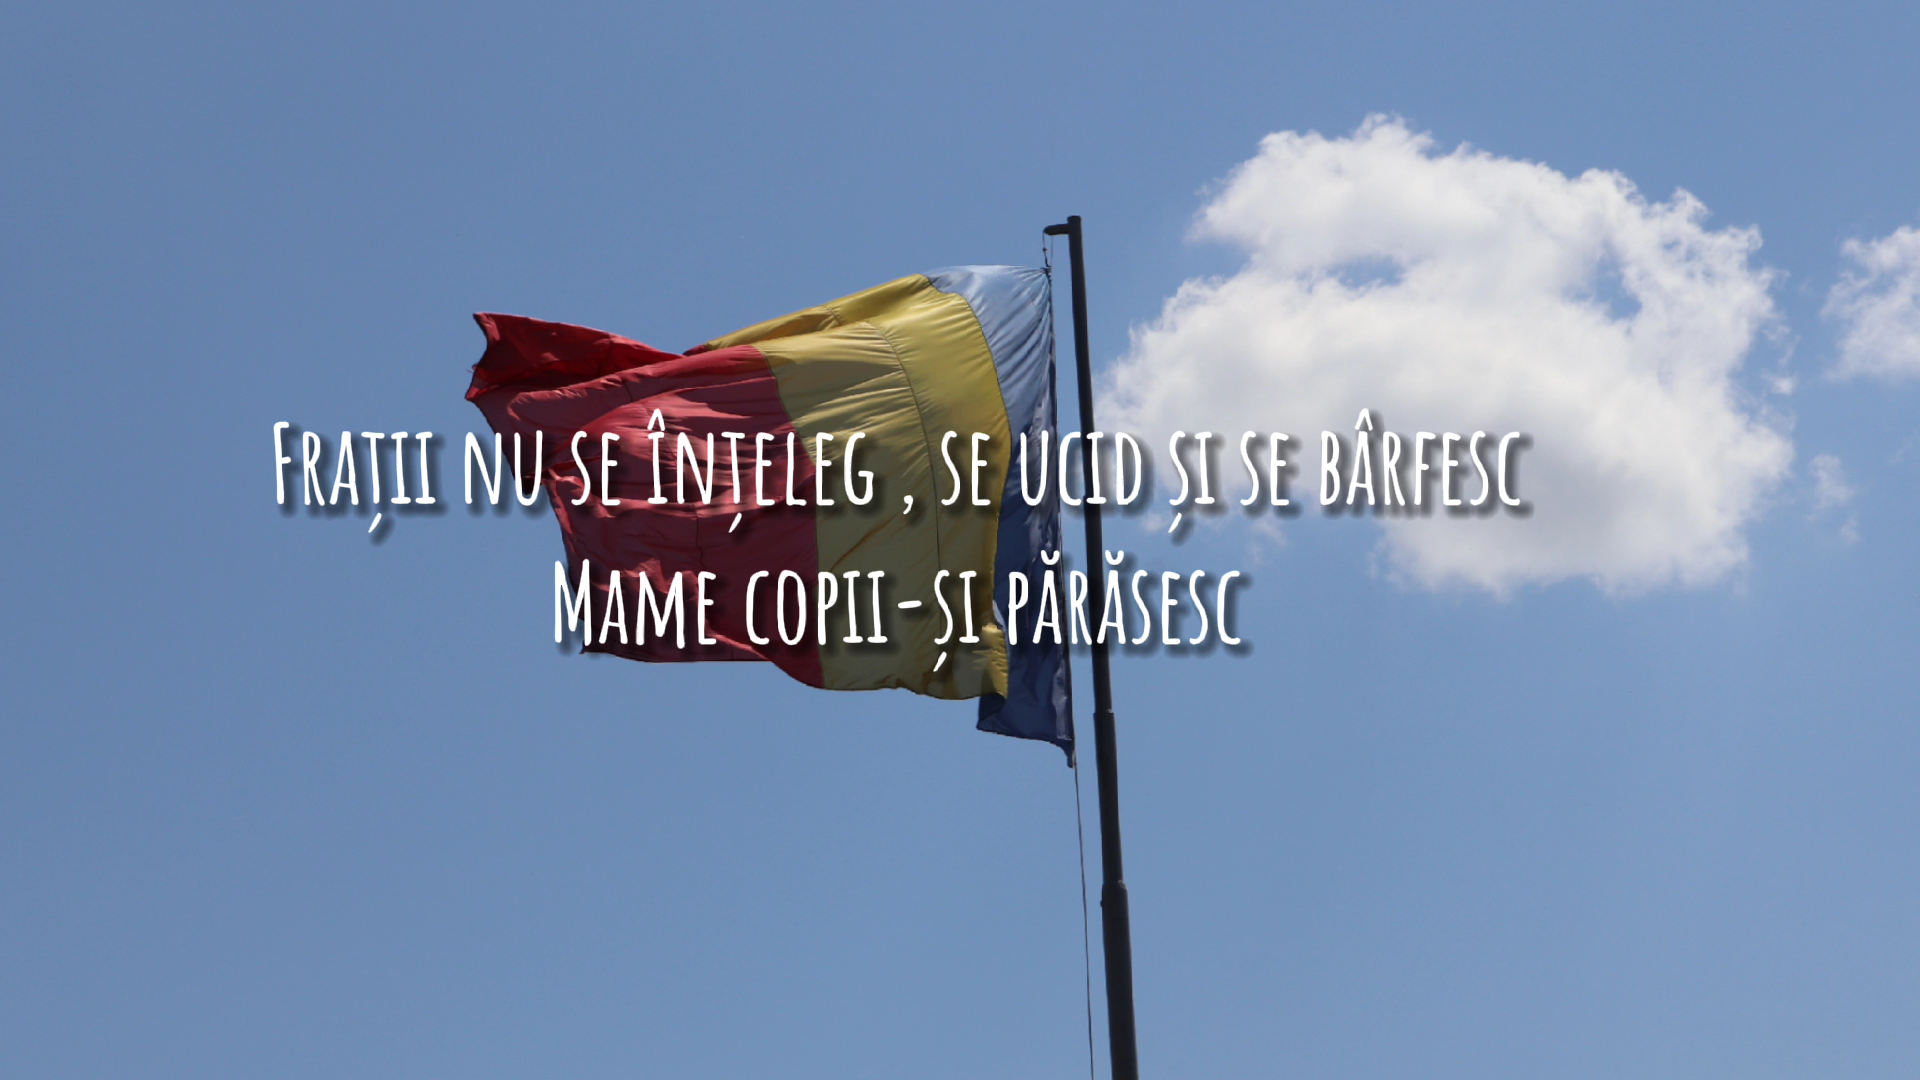 Frații nu se înțeleg , se ucid și se bârfesc
Mame copii-și părăsesc